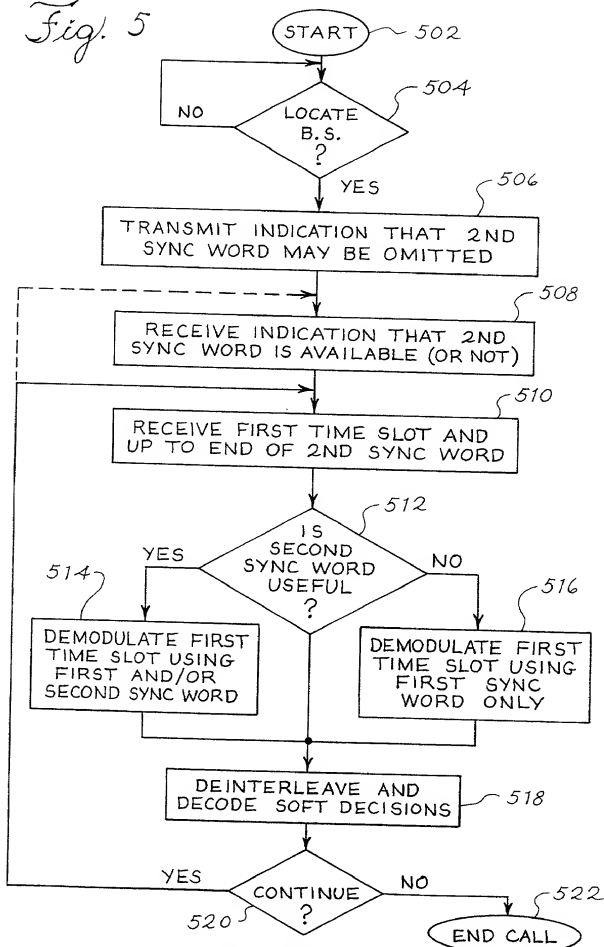 Fig. 5
START
502
504
LOCATE
B.S.
?
NO
YES
506
TRANSMIT INDICATION THAT 2ND
SYNC WORD MAY BE OMITTED
508
RECEIVE INDICATION THAT 2ND
SYNC WORD IS AVAILABLE (OR NOT)
510
RECEIVE FIRST TIME SLOT AND
UP TO END OF 2ND SYNC WORD
512
IS
SECOND
SYNC WORD
USEFUL
?
YES
NO
514
516
DEMODULATE FIRST
TIME SLOT USING
FIRST AND/OR
SECOND SYNC WORD
DEMODULATE FIRST
TIME SLOT USING
FIRST SYNC
WORD ONLY
DEINTERLEAVE AND
DECODE SOFT DECISIONS
518
YES
CONTINUE
?
NO
520
522
END CALL